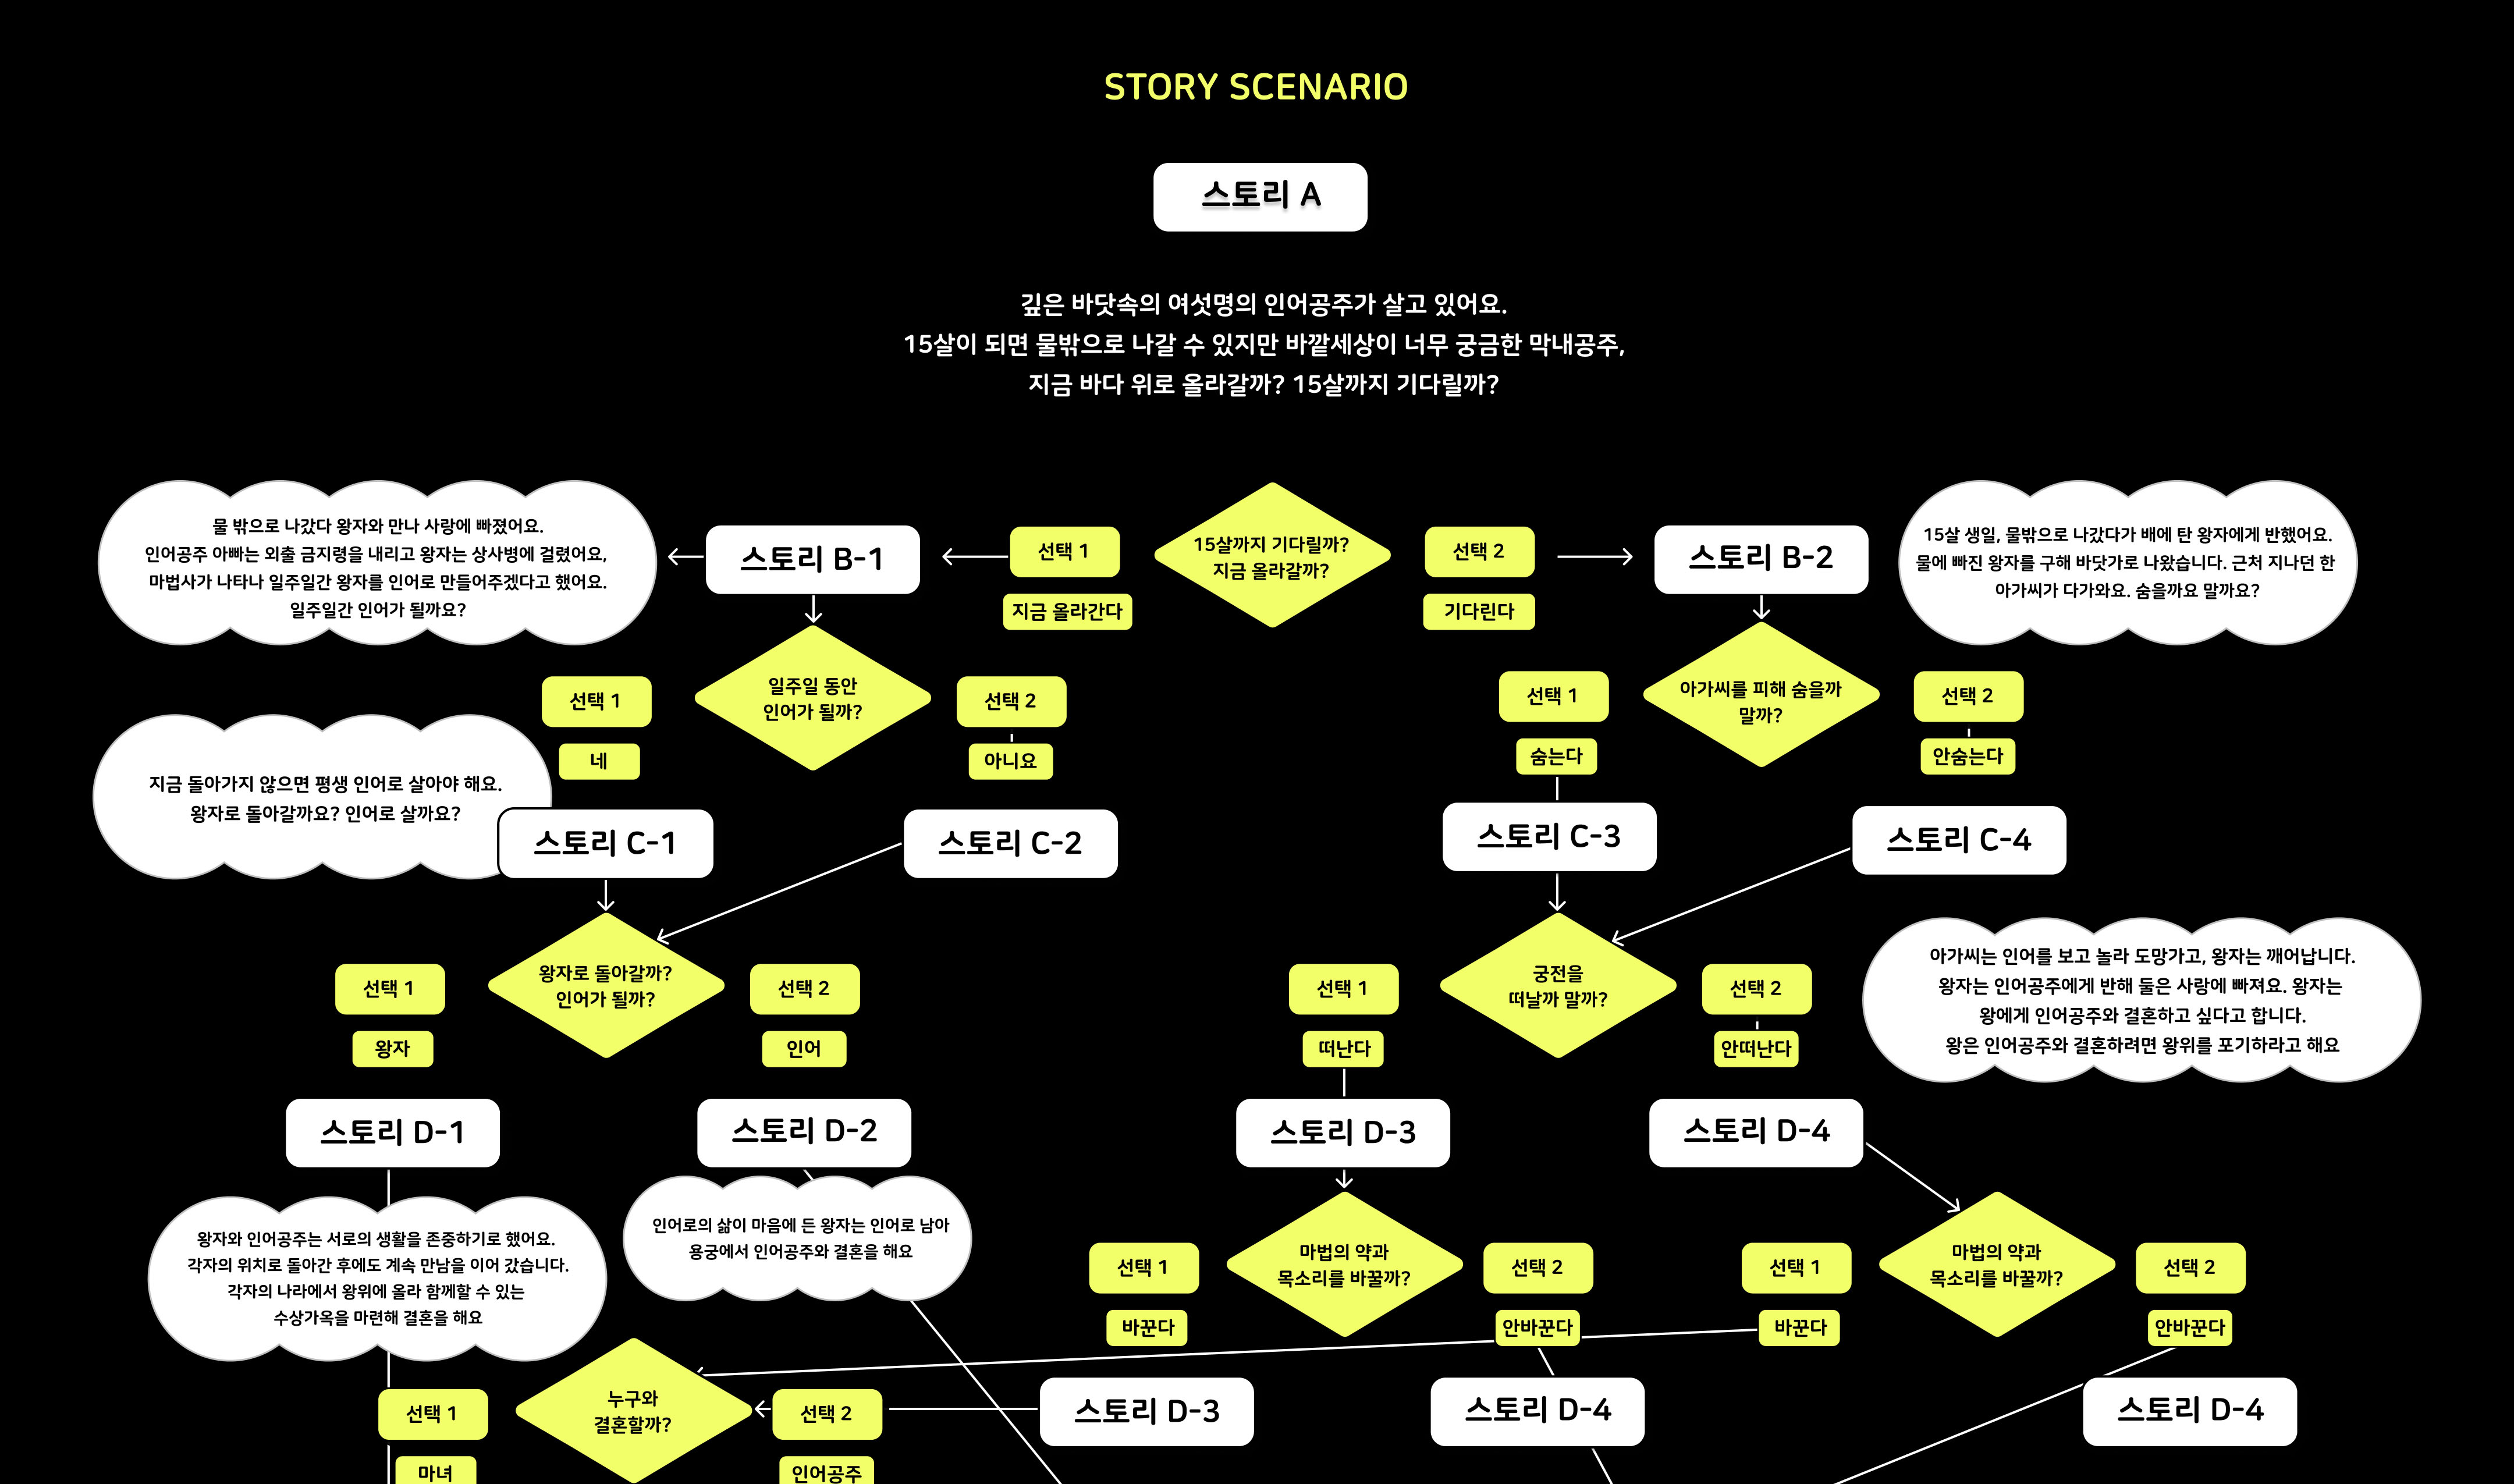 STORY SCENARIO
스토리 A
깊은 바닷속의 여섯명의 인어공주가 살고 있어요.
15살이 되면 물밖으로 나갈 수 있지만 바깥세상이 너무 궁금한 막내공주,
지금 바다 위로 올라갈까? 15살까지 기다릴까?
물 밖으로 나갔다 왕자와 만나 사랑에 빠졌어요.
인어공주 아빠는 외출 금지령을 내리고 왕자는 상사병에 걸렸어요,
마법사가 나타나 일주일간 왕자를 인어로 만들어주겠다고 했어요.
일주일간 인어가 될까요?
스토리 B-1
선택 1
지금 올라간다
15살까지 기다릴까?
지금 올라갈까?
선택 2
기다린다
스토리 B-2
15살 생일, 물밖으로 나갔다가 배에 탄 왕자에게 반했어요.
물에 빠진 왕자를 구해 바닷가로 나왔습니다. 근처 지나던 한
아가씨가 다가와요. 숨을까요 말까요?
선택 1
네
일주일 동안
인어가 될까?
선택 2
아니요
선택 1
숨는다
아가씨를 피해 숨을까
말까?
선택 2
안숨는다
지금 돌아가지 않으면 평생 인어로 살아야 해요.
왕자로 돌아갈까요? 인어로 살까요?
스토리 C-1
스토리 C-2
스토리 C-3
스토리 C-4
선택 1
왕자
왕자로 돌아갈까?
인어가 될까?
선택 2
인어
선택 1
떠난다
궁전을
떠날까 말까?
선택 2
안떠난다
아가씨는 인어를 보고 놀라 도망가고, 왕자는 깨어납니다.
왕자는 인어공주에게 반해 둘은 사랑에 빠져요. 왕자는
왕에게 인어공주와 결혼하고 싶다고 합니다.
왕은 인어공주와 결혼하려면 왕위를 포기하라고 해요
스토리 D-1
스토리 D-2
스토리 D-3
스토리 D-4
왕자와 인어공주는 서로의 생활을 존중하기로 했어요.
각자의 위치로 돌아간 후에도 계속 만남을 이어 갔습니다.
각자의 나라에서 왕위에 올라 함께할 수 있는
수상가옥을 마련해 결혼을 해요
인어로의 삶이 마음에 든 왕자는 인어로 남아
용궁에서 인어공주와 결혼을 해요
선택 1
바꾼다
마법의 약과
목소리를 바꿀까?
선택 2
안바꾼다
선택 1
바꾼다
마법의 약과
목소리를 바꿀까?
선택 2
안바꾼다
선택 1
마녀
누구와
결혼할까?
선택 2
인어공주
스토리 D-3
스토리 D-4
스토리 D-4